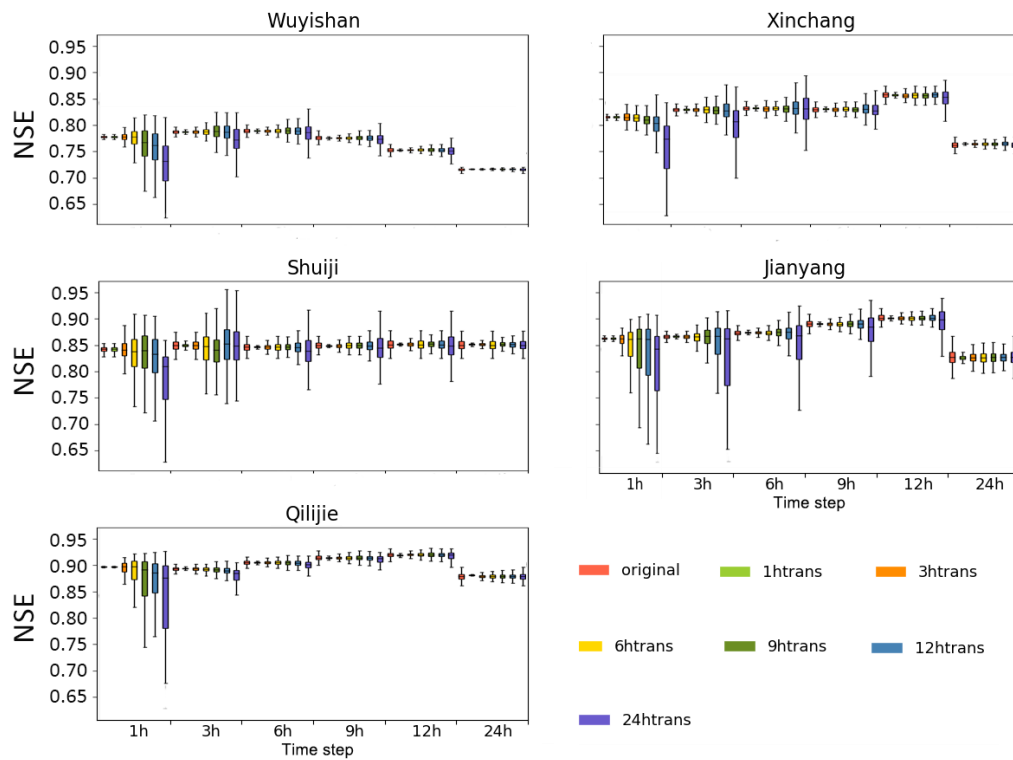 Wuyishan
Xinchang
NSE
0.95
0.90
0.85
0.80
0.75
0.70
0.65
Shuiji
Jianyang
NSE
0.95
0.90
0.85
0.80
0.75
0.70
0.65
1h 3h 6h 9h 12h 24h
Time step
Qilijie
NSE
0.95
0.90
0.85
0.80
0.75
0.70
0.65
1h 3h 6h 9h 12h 24h
Time step
original 1htrans 3htrans
6htrans 9htrans 12htrans
24htrans